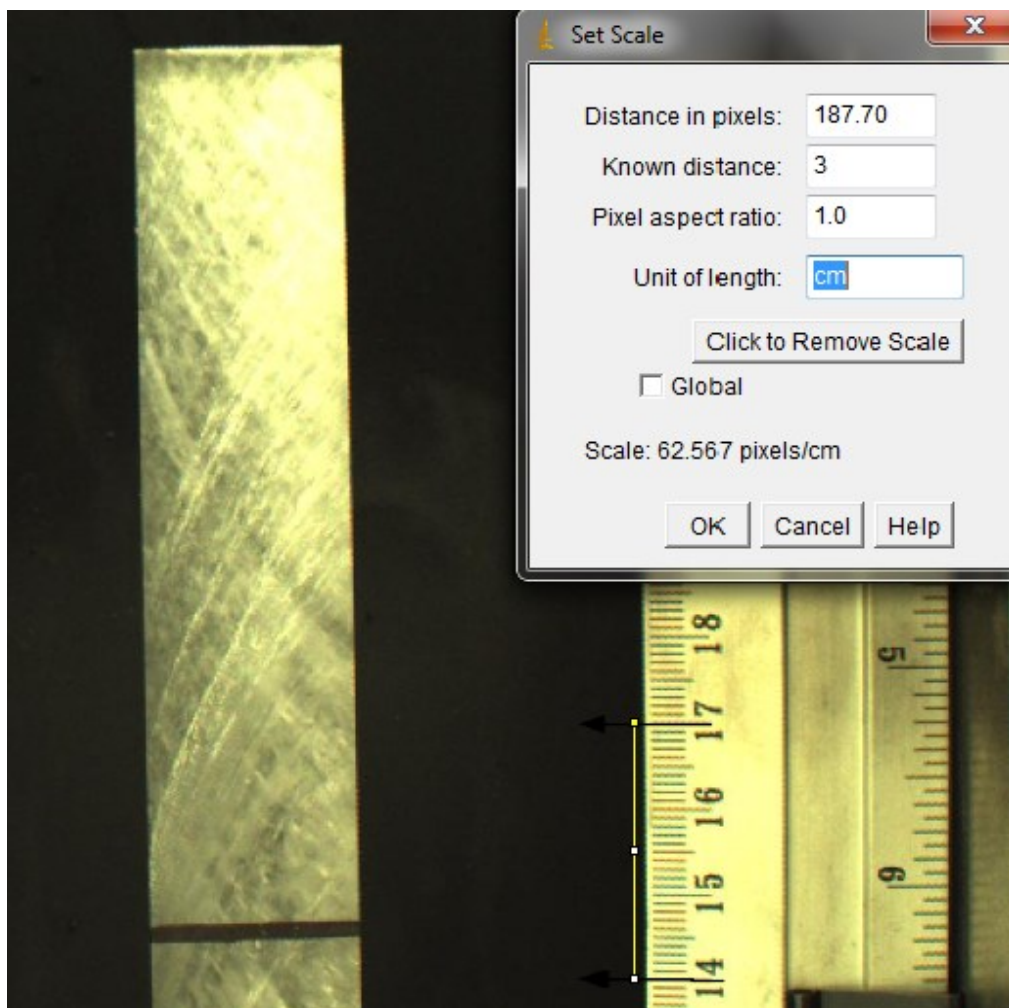 Set Scale
X
Distance in pixels: 187.70
Known distance: 3
Pixel aspect ratio: 1.0
Unit of length: cm
Click to Remove Scale
Global
Scale: 62.567 pixels/cm
OK Cancel Help
18
5
17
16
15
6
14